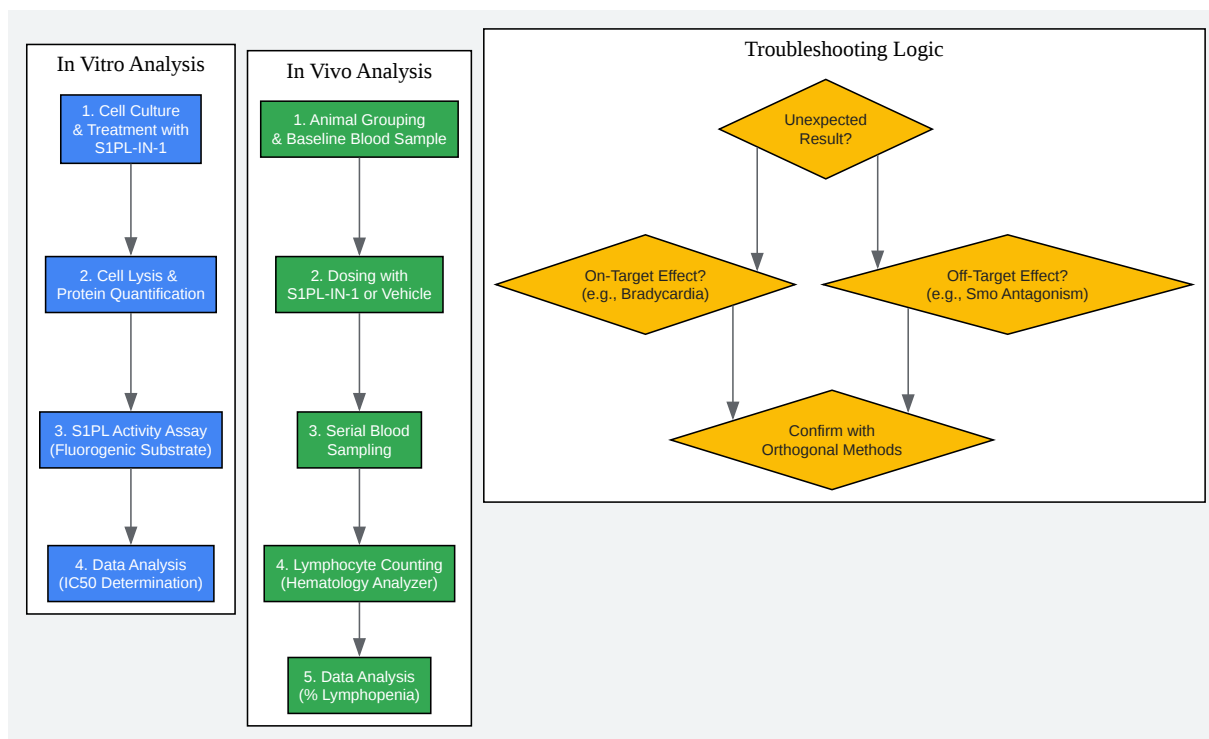 In Vitro Analysis
1. Cell Culture
& Treatment with
S1PL-IN-1
2. Cell Lysis &
Protein Quantification
3. S1PL Activity Assay
(Fluorogenic Substrate)
4. Data Analysis
(IC50 Determination)
In Vivo Analysis
1. Animal Grouping
& Baseline Blood Sample
2. Dosing with
S1PL-IN-1 or Vehicle
3. Serial Blood
Sampling
4. Lymphocyte Counting
(Hematology Analyzer)
5. Data Analysis
(% Lymphopenia)
Troubleshooting Logic
Unexpected
Result?
On-Target Effect?
(e.g., Bradycardia)
Off-Target Effect?
(e.g., Smo Antagonism)
Confirm with
Orthogonal Methods